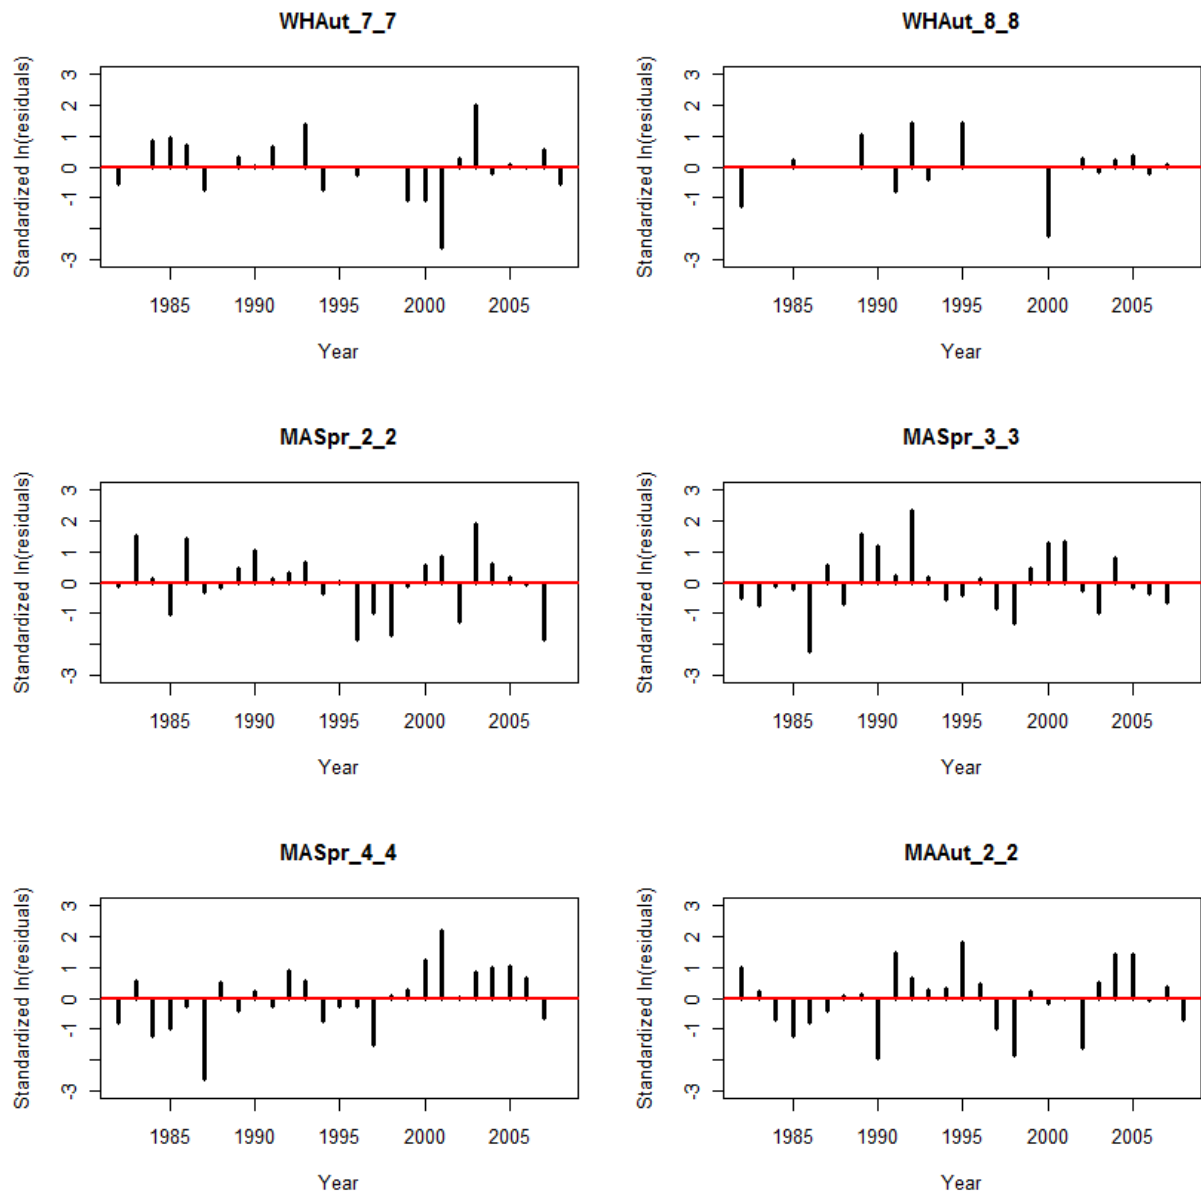 WHAut_7_7
Standardized ln(residuals)
3
2
1
0
-1
-3
1985 1990 1995 2000 2005
Year
WHAut_8_8
Standardized ln(residuals)
3
2
1
0
-1
-3
1985 1990 1995 2000 2005
Year
MASpr_2_2
Standardized ln(residuals)
3
2
1
0
-1
-3
1985 1990 1995 2000 2005
Year
MASpr_3_3
Standardized ln(residuals)
3
2
1
0
-1
-3
1985 1990 1995 2000 2005
Year
MASpr_4_4
Standardized ln(residuals)
3
2
1
0
-1
-3
1985 1990 1995 2000 2005
Year
MAAut_2_2
Standardized ln(residuals)
3
2
1
0
-1
-3
1985 1990 1995 2000 2005
Year